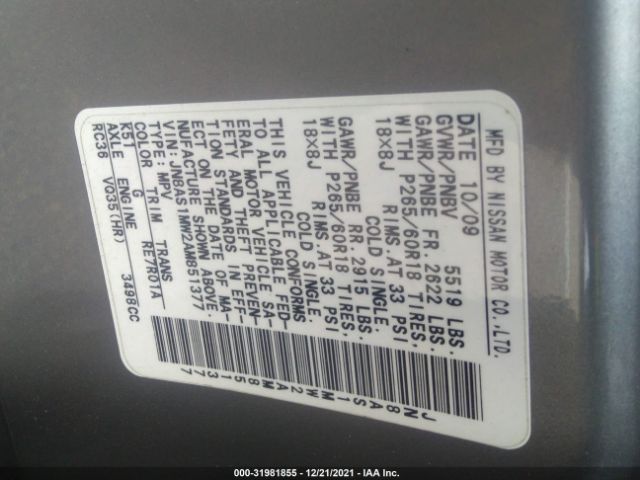 MFD BY NISSAN MOTOR CO.,LTD.
DATE 10/09
GVWR/PNBV 5519 LBS.
GAWR/PNBE FR. 2622 LBS.
WITH P265/60R18 TIRES,
18X8J RIMS.AT 33 PSI
COLD SINGLE.
GAWR/PNBE RR. 2915 LBS.
WITH P265/60R18 TIRES,
18X8J RIMS.AT 33 PSI
COLD SINGLE.
THIS VEHICLE CONFORMS
TO ALL APPLICABLE FED-
ERAL MOTOR VEHICLE SA-
FETY AND THEFT PREVEN-
TION STANDARDS IN EFF-
ECT ON THE DATE OF MA-
NUFACTURE SHOWN ABOVE.
VIN:JN8AS1MW2AM851377
TYPE: MPV
COLOR TRIM TRANS
K51 G RE7R01A
AXLE ENGINE
RC36 VQ35(HR) 3498CC
JN8AS1MW2AM851377
000-31981855 - 12/21/2021 - IAA Inc.